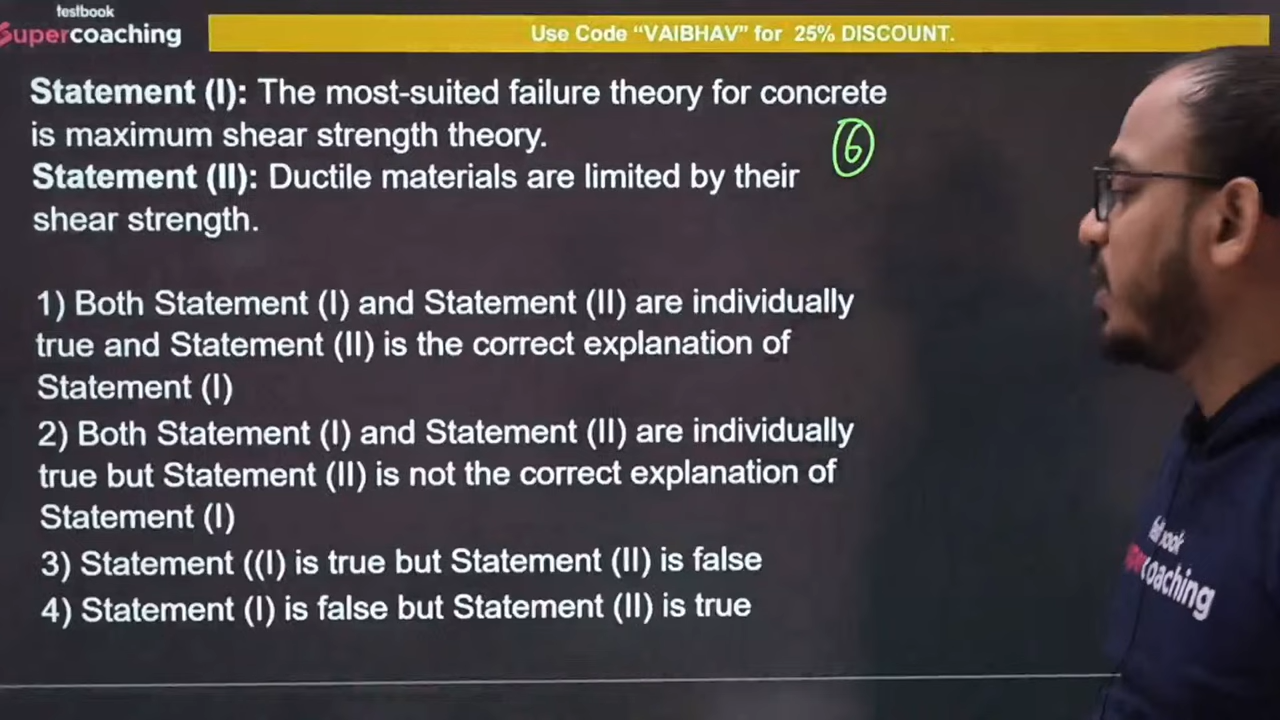 testbook
Supercoaching
Use Code “VAIBHAV” for 25% DISCOUNT.
Statement (I): The most-suited failure theory for concrete
is maximum shear strength theory.
6
Statement (II): Ductile materials are limited by their
shear strength.
1) Both Statement (I) and Statement (II) are individually
true and Statement (II) is the correct explanation of
Statement (I)
2) Both Statement (I) and Statement (II) are individually
true but Statement (II) is not the correct explanation of
Statement (I)
3) Statement ((I) is true but Statement (II) is false
4) Statement (I) is false but Statement (II) is true
testbook
Supercoaching